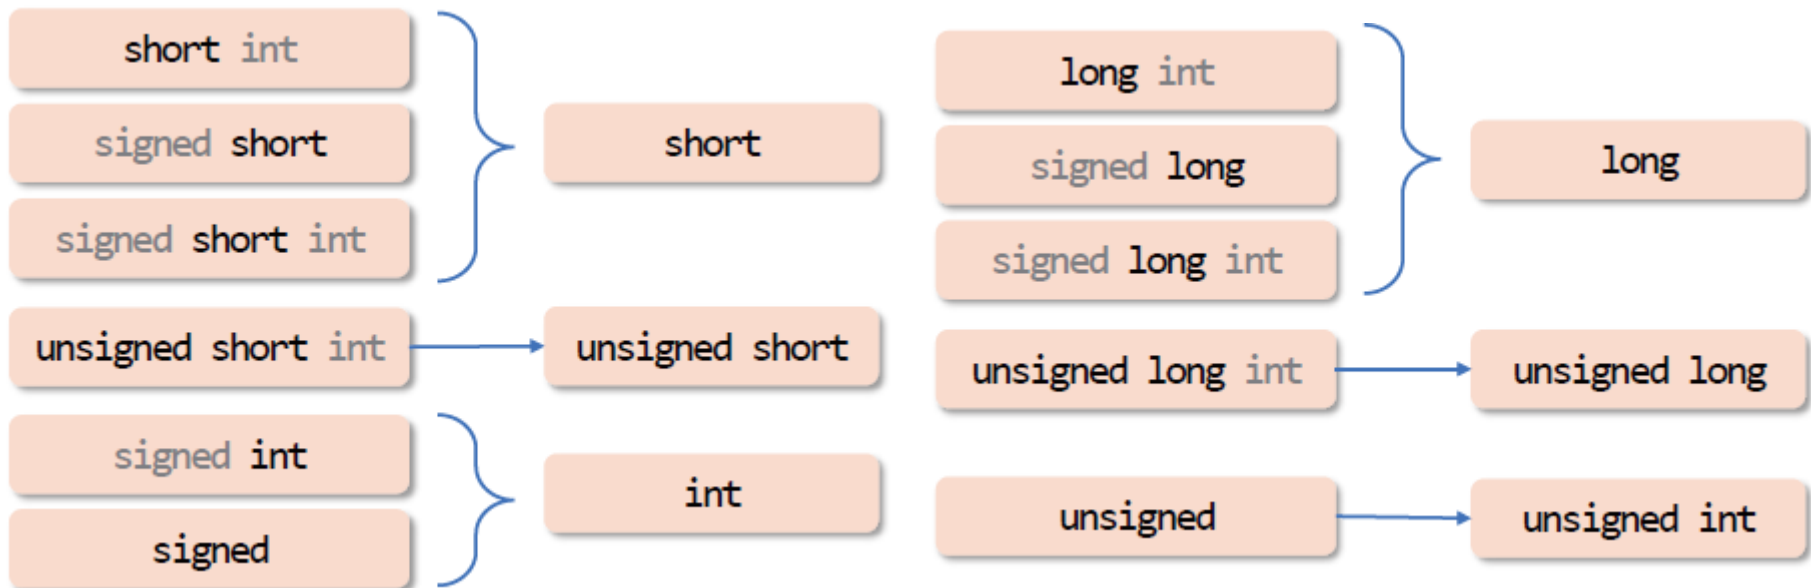 short int
signed short
signed short int
short
unsigned short int
unsigned short
signed int
signed
int
long int
signed long
signed long int
long
unsigned long int
unsigned long
unsigned
unsigned int